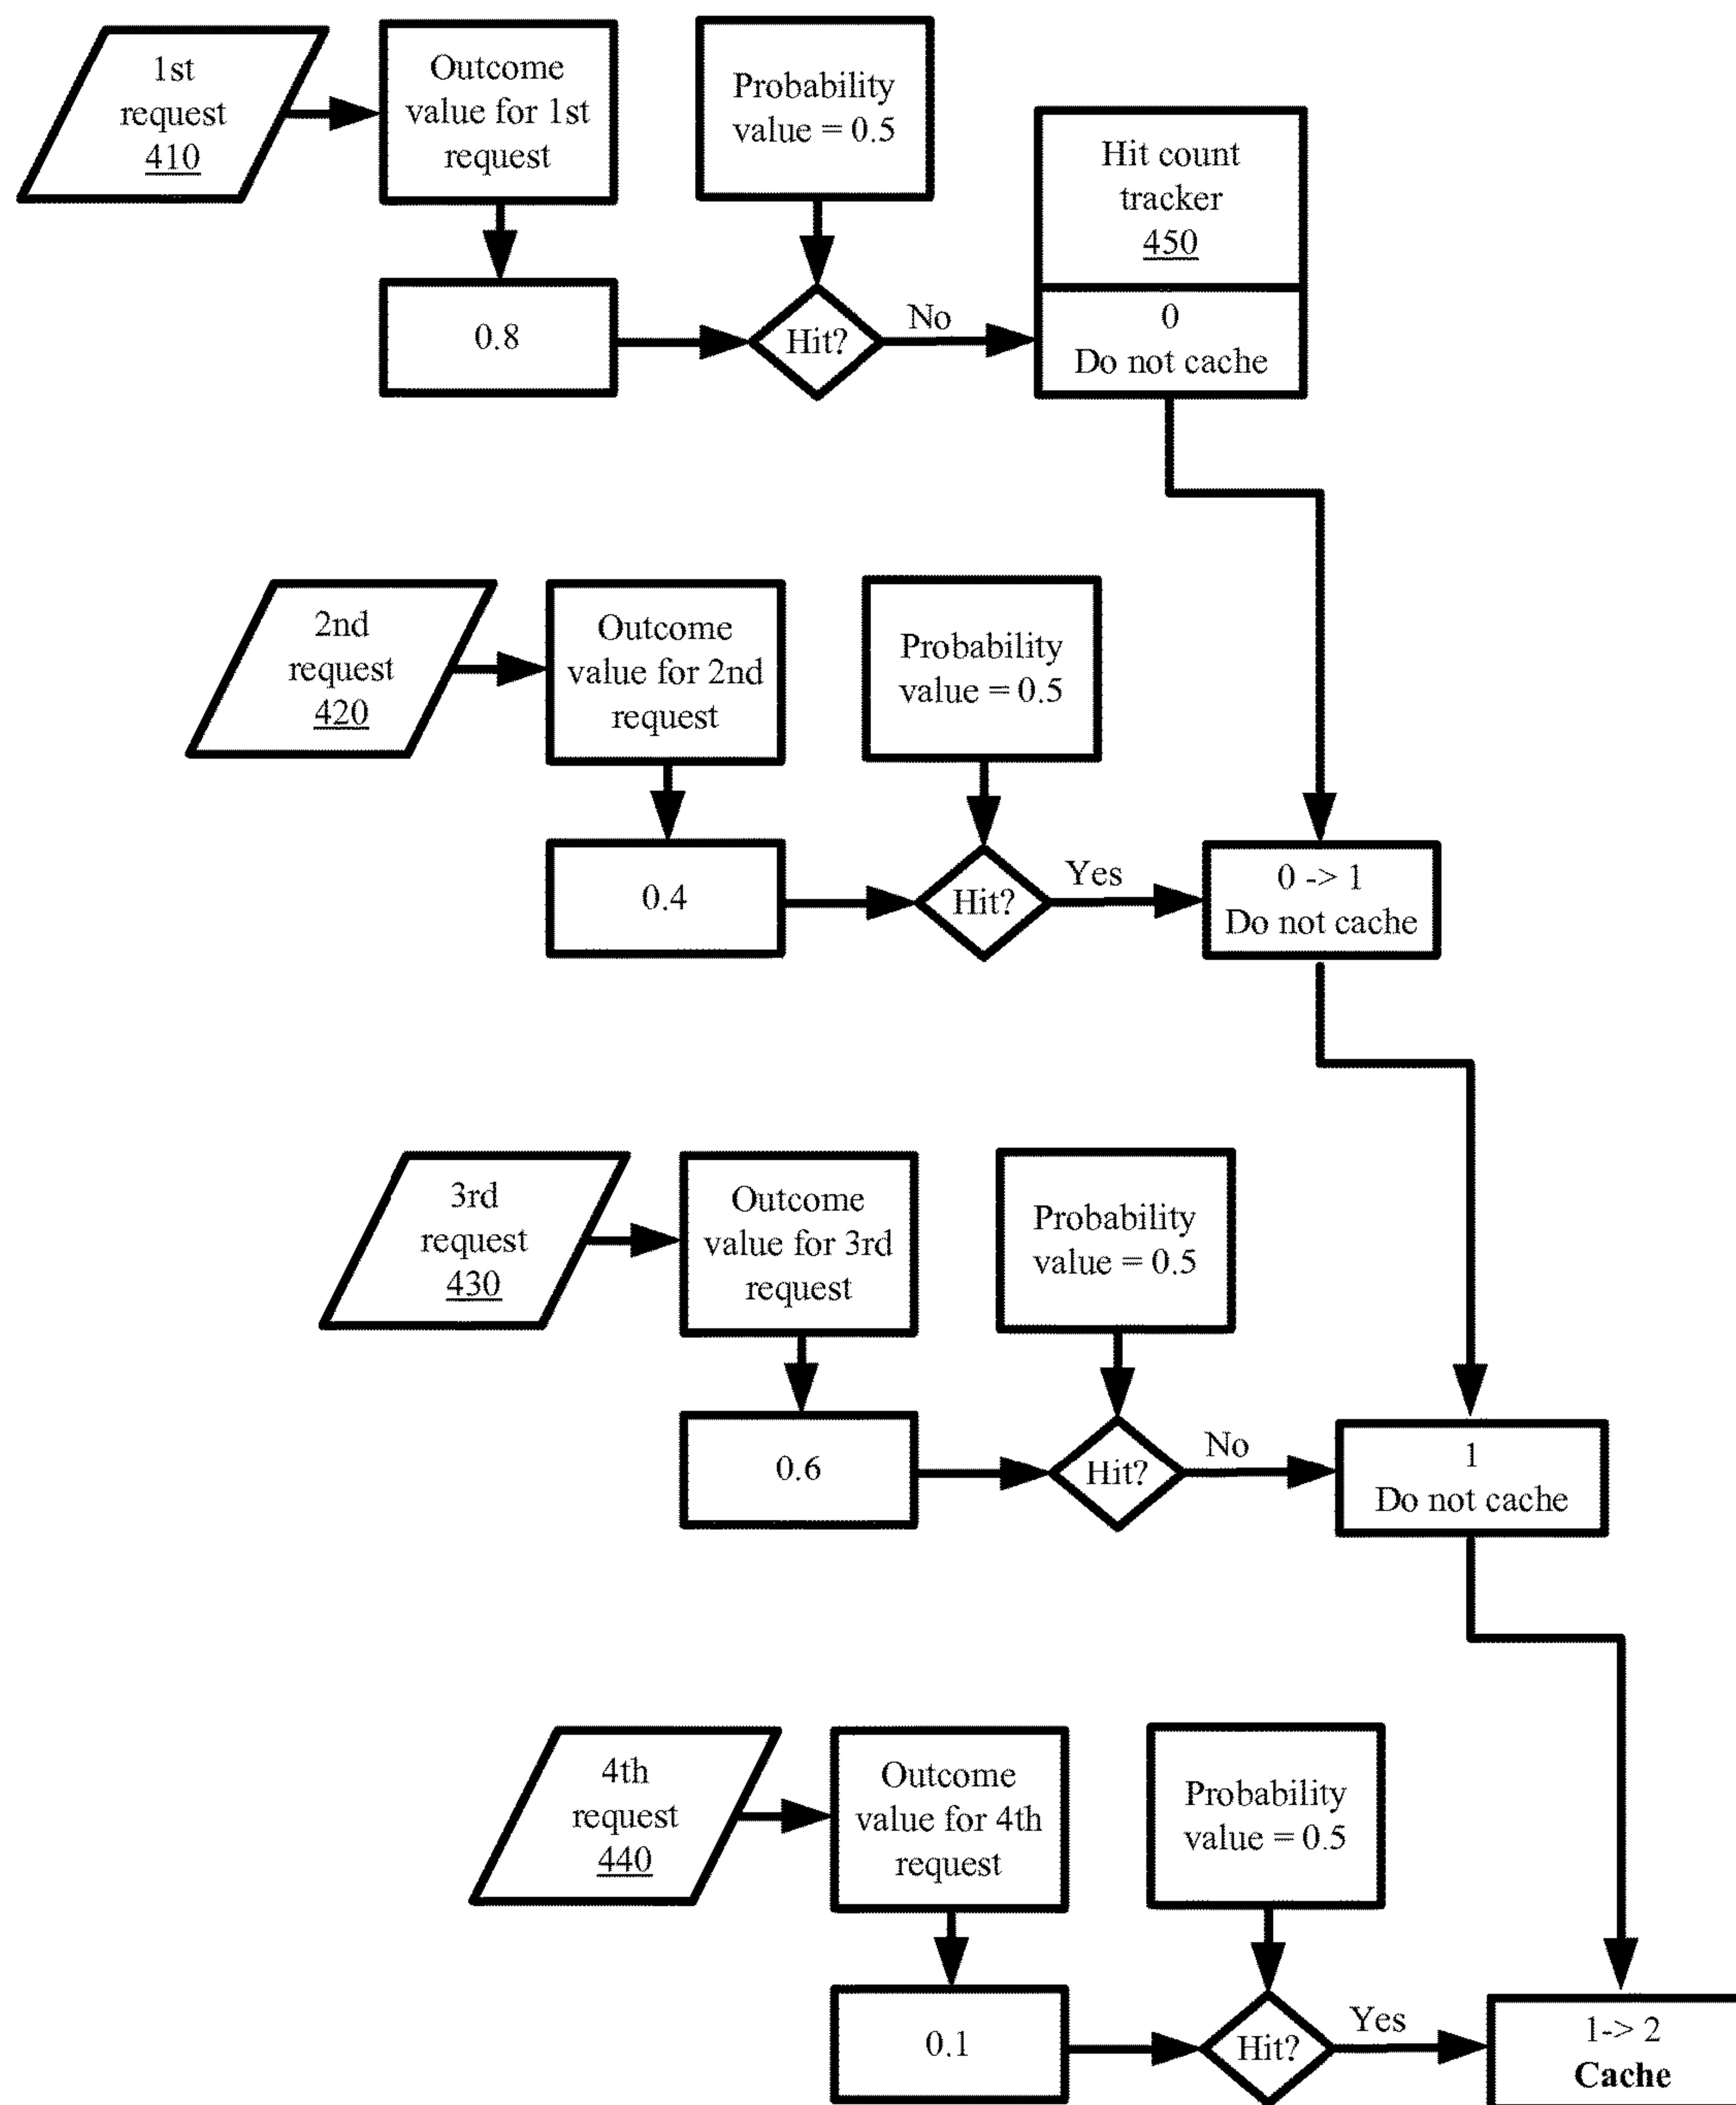 1st
request
410
Outcome
value for 1st
request
Probability
value = 0.5
Hit count
tracker
450
0.8
Hit?
No
0
Do not cache
2nd
request
420
Outcome
value for 2nd
request
Probability
value = 0.5
0.4
Hit?
Yes
0 -> 1
Do not cache
3rd
request
430
Outcome
value for 3rd
request
Probability
value = 0.5
0.6
Hit?
No
1
Do not cache
4th
request
440
Outcome
value for 4th
request
Probability
value = 0.5
0.1
Hit?
Yes
1-> 2
Cache